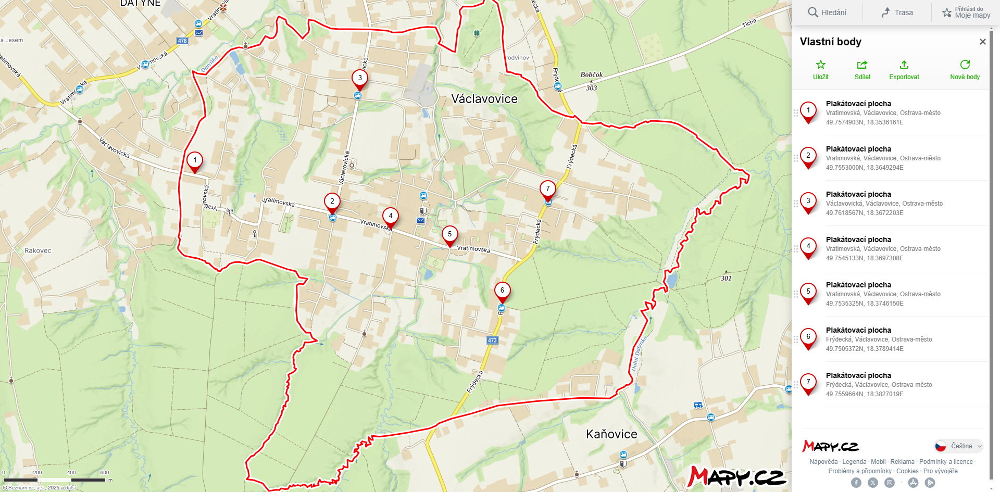 DATYNĚ
Vratimovská
478
a Lesem
Vratimovská
Datyňka
Vratimovská
Václavovická
Rakovec
Václavovická
Vratimovská
Vratimovská
Vratimovská
Vratimovská
Václavovice
Podvihov
Bobčok
303
Tichá
Frýdecká
Frýdecká
Frýdecká
473
Frýdecká
301
Dolní Datyňka
Kaňovice
1
2
3
4
5
6
7
0 200 400 600 m
© Seznam.cz, a.s., 2025 a další
MAPY.CZ
Hledání
Trasa
Přihlásit do
Moje mapy
Vlastní body
Uložit
Sdílet
Exportovat
Nové body
1
Plakátovací plocha
Vratimovská, Václavovice, Ostrava-město
49.7574903N, 18.3536161E
2
Plakátovací plocha
Vratimovská, Václavovice, Ostrava-město
49.7553000N, 18.3649294E
3
Plakátovací plocha
Václavovická, Václavovice, Ostrava-město
49.7618567N, 18.3672203E
4
Plakátovací plocha
Vratimovská, Václavovice, Ostrava-město
49.7545133N, 18.3697308E
5
Plakátovací plocha
Vratimovská, Václavovice, Ostrava-město
49.7535325N, 18.3746150E
6
Plakátovací plocha
Frýdecká, Václavovice, Ostrava-město
49.7505372N, 18.3789414E
7
Plakátovací plocha
Frýdecká, Václavovice, Ostrava-město
49.7559664N, 18.3827019E
MAPY.CZ
Čeština
Nápověda · Legenda · Mobil · Reklama · Podmínky a licence ·
Problémy a připomínky · Cookies · Pro vývojáře